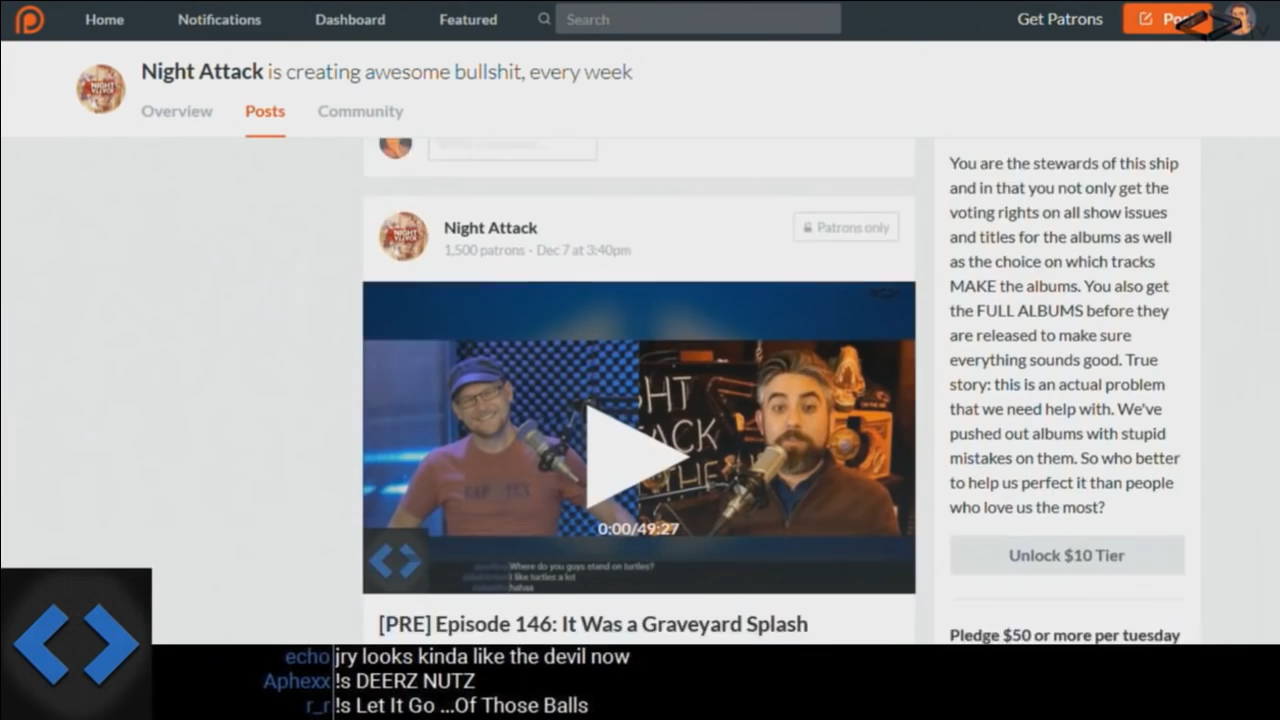 Home Notifications Dashboard Featured Search Get Patrons
Night Attack is creating awesome bullshit, every week
Overview Posts Community
Night Attack
1,500 patrons - Dec 7 at 3:40pm
Patrons only
0:00/49:27
Where do you guys stand on turtles?
I like turtles a lot
hahaa
[PRE] Episode 146: It Was a Graveyard Splash
You are the stewards of this ship
and in that you not only get the
voting rights on all show issues
and titles for the albums as well
as the choice on which tracks
MAKE the albums. You also get
the FULL ALBUMS before they
are released to make sure
everything sounds good. True
story: this is an actual problem
that we need help with. We've
pushed out albums with stupid
mistakes on them. So who better
to help us perfect it than people
who love us the most?
Unlock $10 Tier
Pledge $50 or more per tuesday
echo jry looks kinda like the devil now
Aphexx !s DEERZ NUTZ
r_r !s Let It Go ...Of Those Balls